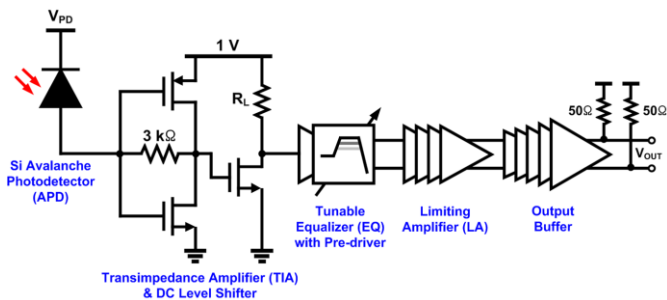 V_PD
1 V
R_L
3 kΩ
50Ω
50Ω
V_OUT
Si Avalanche
Photodetector
(APD)
Transimpedance Amplifier (TIA)
& DC Level Shifter
Tunable
Equalizer (EQ)
with Pre-driver
Limiting
Amplifier (LA)
Output
Buffer